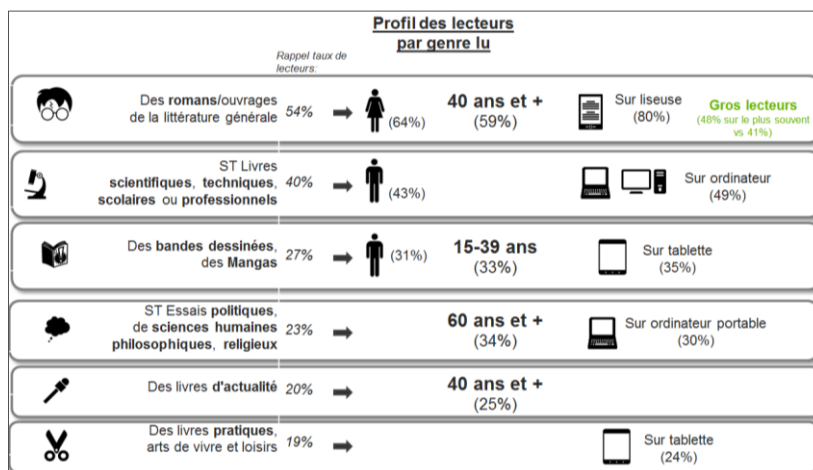 Profil des lecteurs
par genre lu
Rappel taux de
lecteurs:
Des romans/ouvrages
de la littérature générale
54%
(64%)
40 ans et +
(59%)
Sur liseuse
(80%)
Gros lecteurs
(48% sur le plus souvent
vs 41%)
ST Livres
scientifiques, techniques,
scolaires ou professionnels
40%
(43%)
Sur ordinateur
(49%)
Des bandes dessinées,
des Mangas
27%
(31%)
15-39 ans
(33%)
Sur tablette
(35%)
ST Essais politiques,
de sciences humaines
philosophiques, religieux
23%
60 ans et +
(34%)
Sur ordinateur portable
(30%)
Des livres d'actualité
20%
40 ans et +
(25%)
Des livres pratiques,
arts de vivre et loisirs
19%
Sur tablette
(24%)